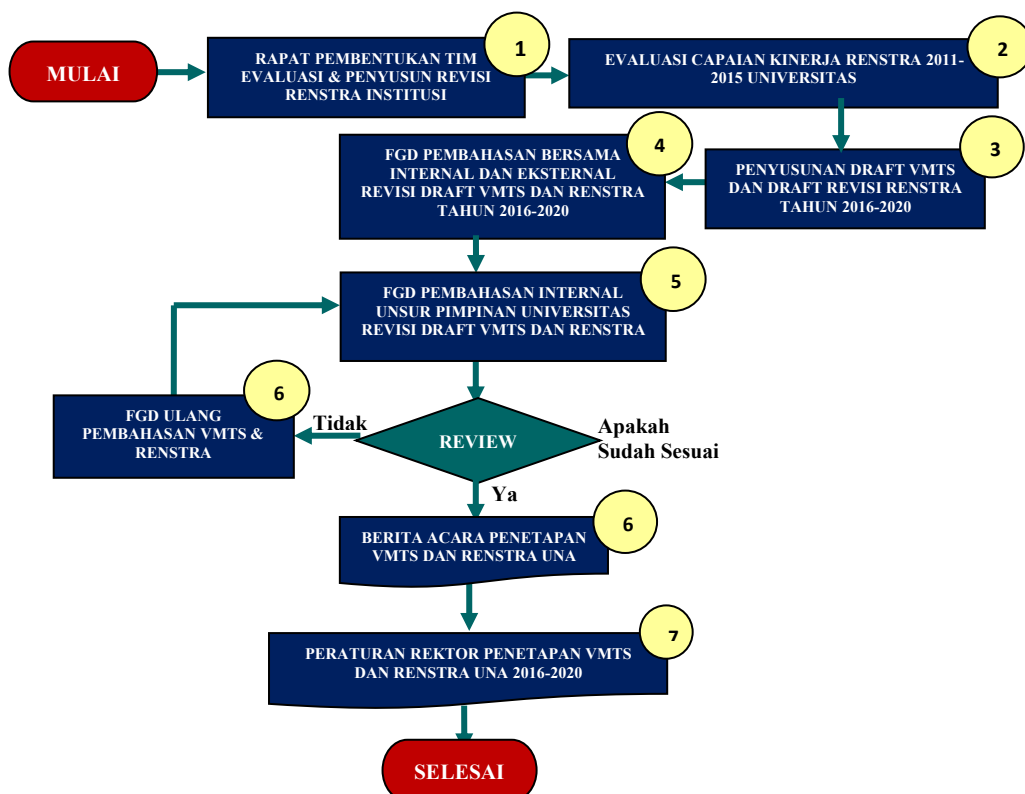 MULAI
1
RAPAT PEMBENTUKAN TIM
EVALUASI & PENYUSUN REVISI
RENSTRA INSTITUSI
2
EVALUASI CAPAIAN KINERJA RENSTRA 2011-
2015 UNIVERSITAS
3
PENYUSUNAN DRAFT VMTS
DAN DRAFT REVISI RENSTRA
TAHUN 2016-2020
4
FGD PEMBAHASAN BERSAMA
INTERNAL DAN EKSTERNAL
REVISI DRAFT VMTS DAN RENSTRA
TAHUN 2016-2020
5
FGD PEMBAHASAN INTERNAL
UNSUR PIMPINAN UNIVERSITAS
REVISI DRAFT VMTS DAN RENSTRA
REVIEW
Apakah
Sudah Sesuai
Tidak
6
FGD ULANG
PEMBAHASAN VMTS &
RENSTRA
Ya
6
BERITA ACARA PENETAPAN
VMTS DAN RENSTRA UNA
7
PERATURAN REKTOR PENETAPAN VMTS
DAN RENSTRA UNA 2016-2020
SELESAI